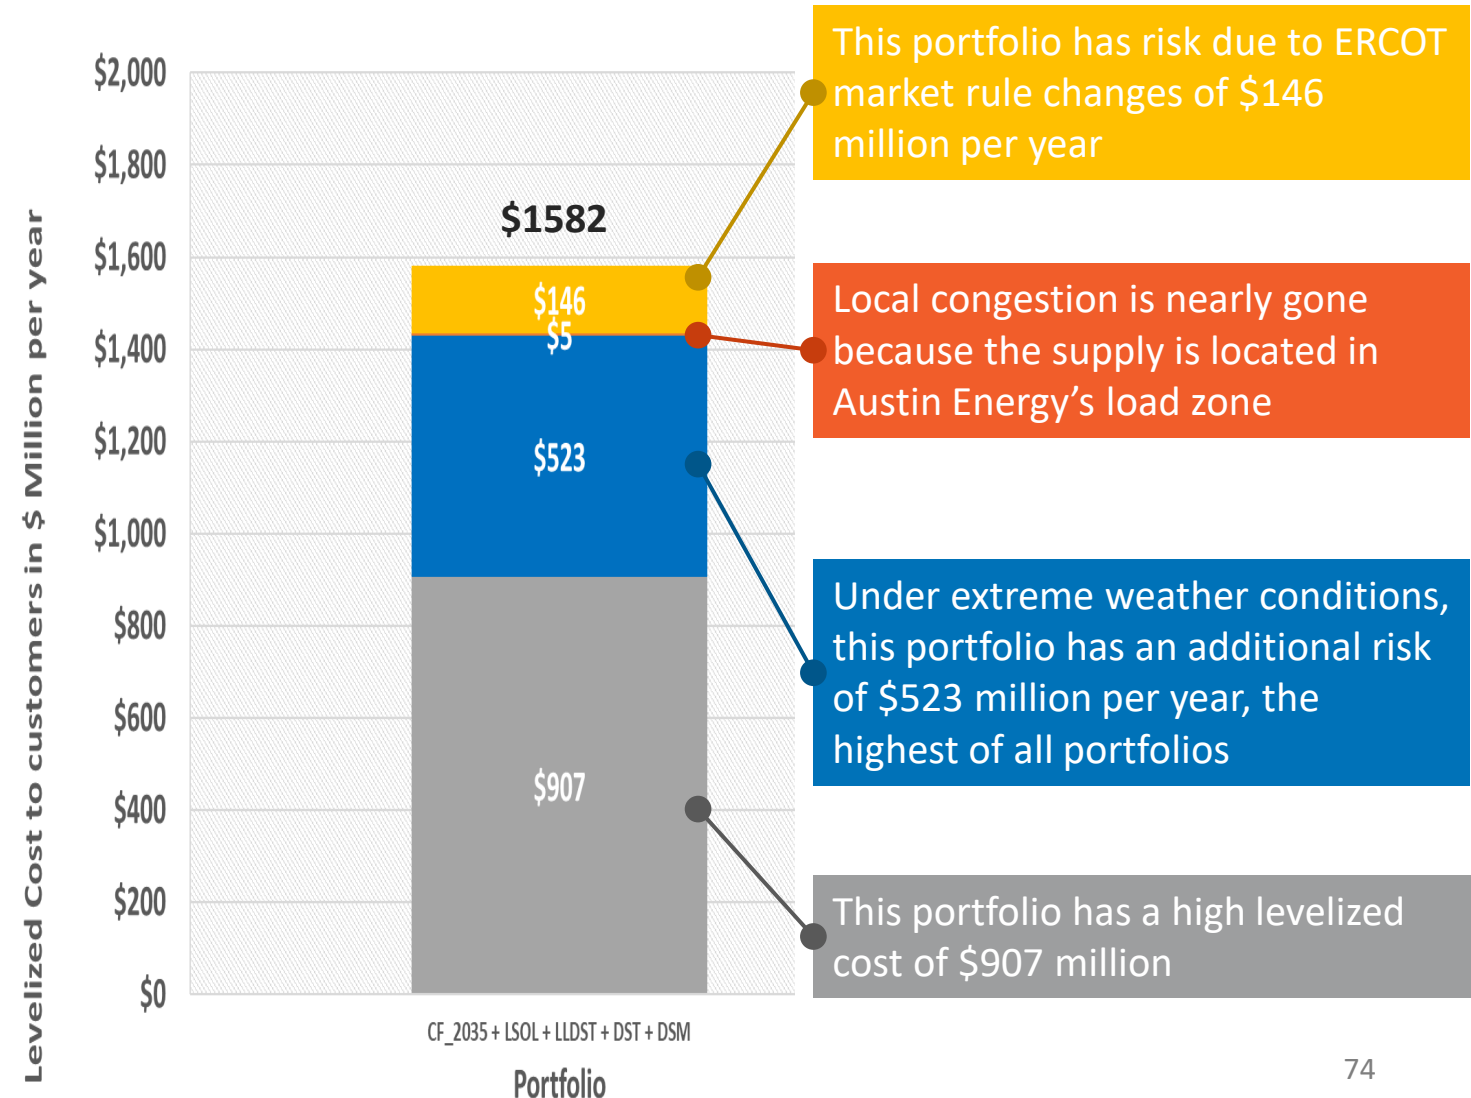 Levelized Cost to customers in $ Million per year
$2,000
$1,800
$1,600
$1,400
$1,200
$1,000
$800
$600
$400
$200
$0
$1582
$146
$5
$523
$907
CF_2035 + LSOL + LLDST + DST + DSM
Portfolio
This portfolio has risk due to ERCOT
market rule changes of $146
million per year
Local congestion is nearly gone
because the supply is located in
Austin Energy’s load zone
Under extreme weather conditions,
this portfolio has an additional risk
of $523 million per year, the
highest of all portfolios
This portfolio has a high levelized
cost of $907 million
74